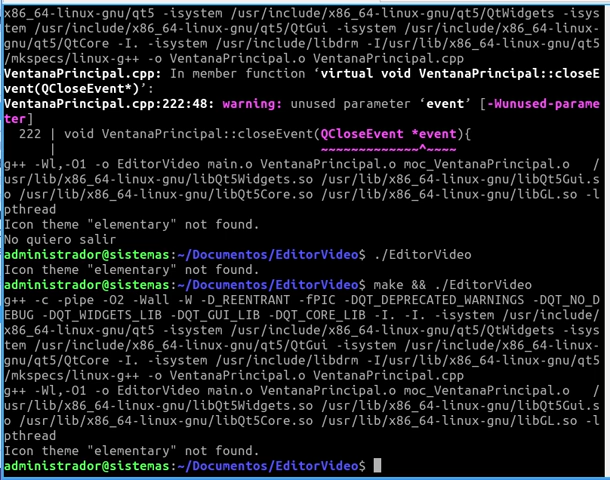 x86_64-linux-gnu/qt5 -isystem /usr/include/x86_64-linux-gnu/qt5/QtWidgets -isys
tem /usr/include/x86_64-linux-gnu/qt5/QtGui -isystem /usr/include/x86_64-linux-
gnu/qt5/QtCore -I. -isystem /usr/include/libdrm -I/usr/lib/x86_64-linux-gnu/qt5
/mkspecs/linux-g++ -o VentanaPrincipal.o VentanaPrincipal.cpp
VentanaPrincipal.cpp: In member function ‘virtual void VentanaPrincipal::closeE
vent(QCloseEvent*)’:
VentanaPrincipal.cpp:222:48: warning: unused parameter ‘event’ [-Wunused-parame
ter]
222 | void VentanaPrincipal::closeEvent(QCloseEvent *event){
| ~~~~~~~~~~~~~^~~~~
g++ -Wl,-O1 -o EditorVideo main.o VentanaPrincipal.o moc_VentanaPrincipal.o /
usr/lib/x86_64-linux-gnu/libQt5Widgets.so /usr/lib/x86_64-linux-gnu/libQt5Gui.s
o /usr/lib/x86_64-linux-gnu/libQt5Core.so /usr/lib/x86_64-linux-gnu/libGL.so -l
pthread
Icon theme "elementary" not found.
No quiero salir
administrador@sistemas:~/Documentos/EditorVideo$ ./EditorVideo
Icon theme "elementary" not found.
administrador@sistemas:~/Documentos/EditorVideo$ make && ./EditorVideo
g++ -c -pipe -O2 -Wall -W -D_REENTRANT -fPIC -DQT_DEPRECATED_WARNINGS -DQT_NO_D
EBUG -DQT_WIDGETS_LIB -DQT_GUI_LIB -DQT_CORE_LIB -I. -I. -isystem /usr/include/
x86_64-linux-gnu/qt5 -isystem /usr/include/x86_64-linux-gnu/qt5/QtWidgets -isys
tem /usr/include/x86_64-linux-gnu/qt5/QtGui -isystem /usr/include/x86_64-linux-
gnu/qt5/QtCore -I. -isystem /usr/include/libdrm -I/usr/lib/x86_64-linux-gnu/qt5
/mkspecs/linux-g++ -o VentanaPrincipal.o VentanaPrincipal.cpp
g++ -Wl,-O1 -o EditorVideo main.o VentanaPrincipal.o moc_VentanaPrincipal.o /
usr/lib/x86_64-linux-gnu/libQt5Widgets.so /usr/lib/x86_64-linux-gnu/libQt5Gui.s
o /usr/lib/x86_64-linux-gnu/libQt5Core.so /usr/lib/x86_64-linux-gnu/libGL.so -l
pthread
Icon theme "elementary" not found.
administrador@sistemas:~/Documentos/EditorVideo$